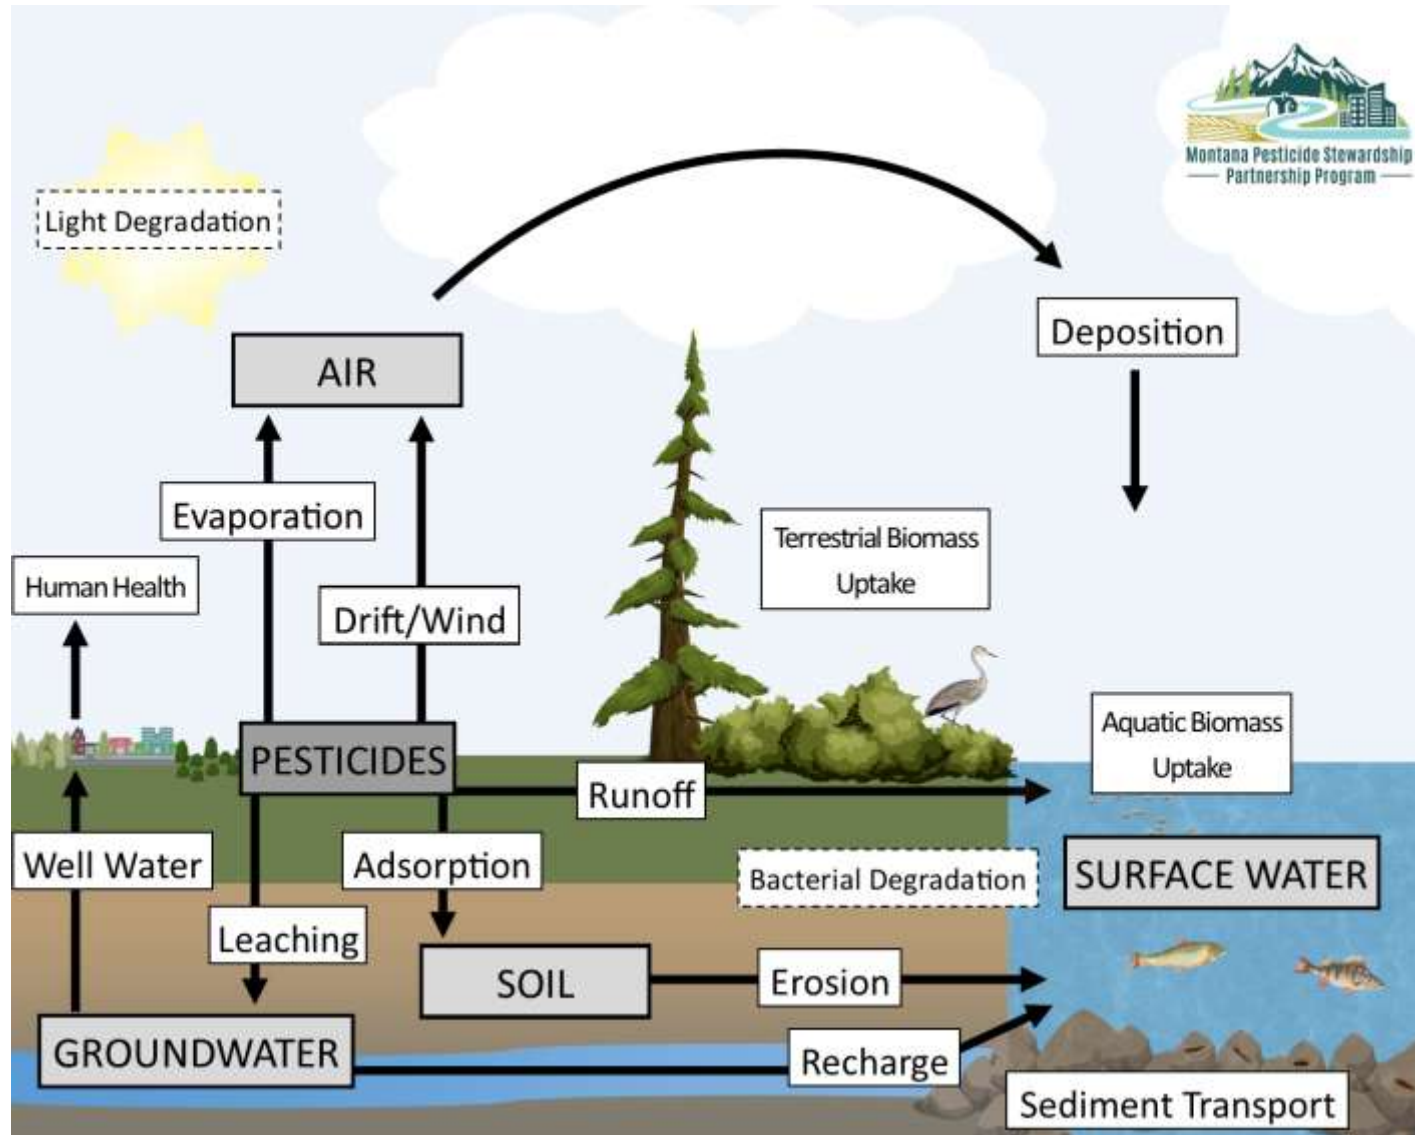 Montana Pesticide Stewardship
Partnership Program
Light Degradation
Deposition
AIR
Evaporation
Terrestrial Biomass
Uptake
Human Health
Drift/Wind
Aquatic Biomass
Uptake
PESTICIDES
Runoff
Well Water
Adsorption
Bacterial Degradation
SURFACE WATER
Leaching
SOIL
Erosion
GROUNDWATER
Recharge
Sediment Transport